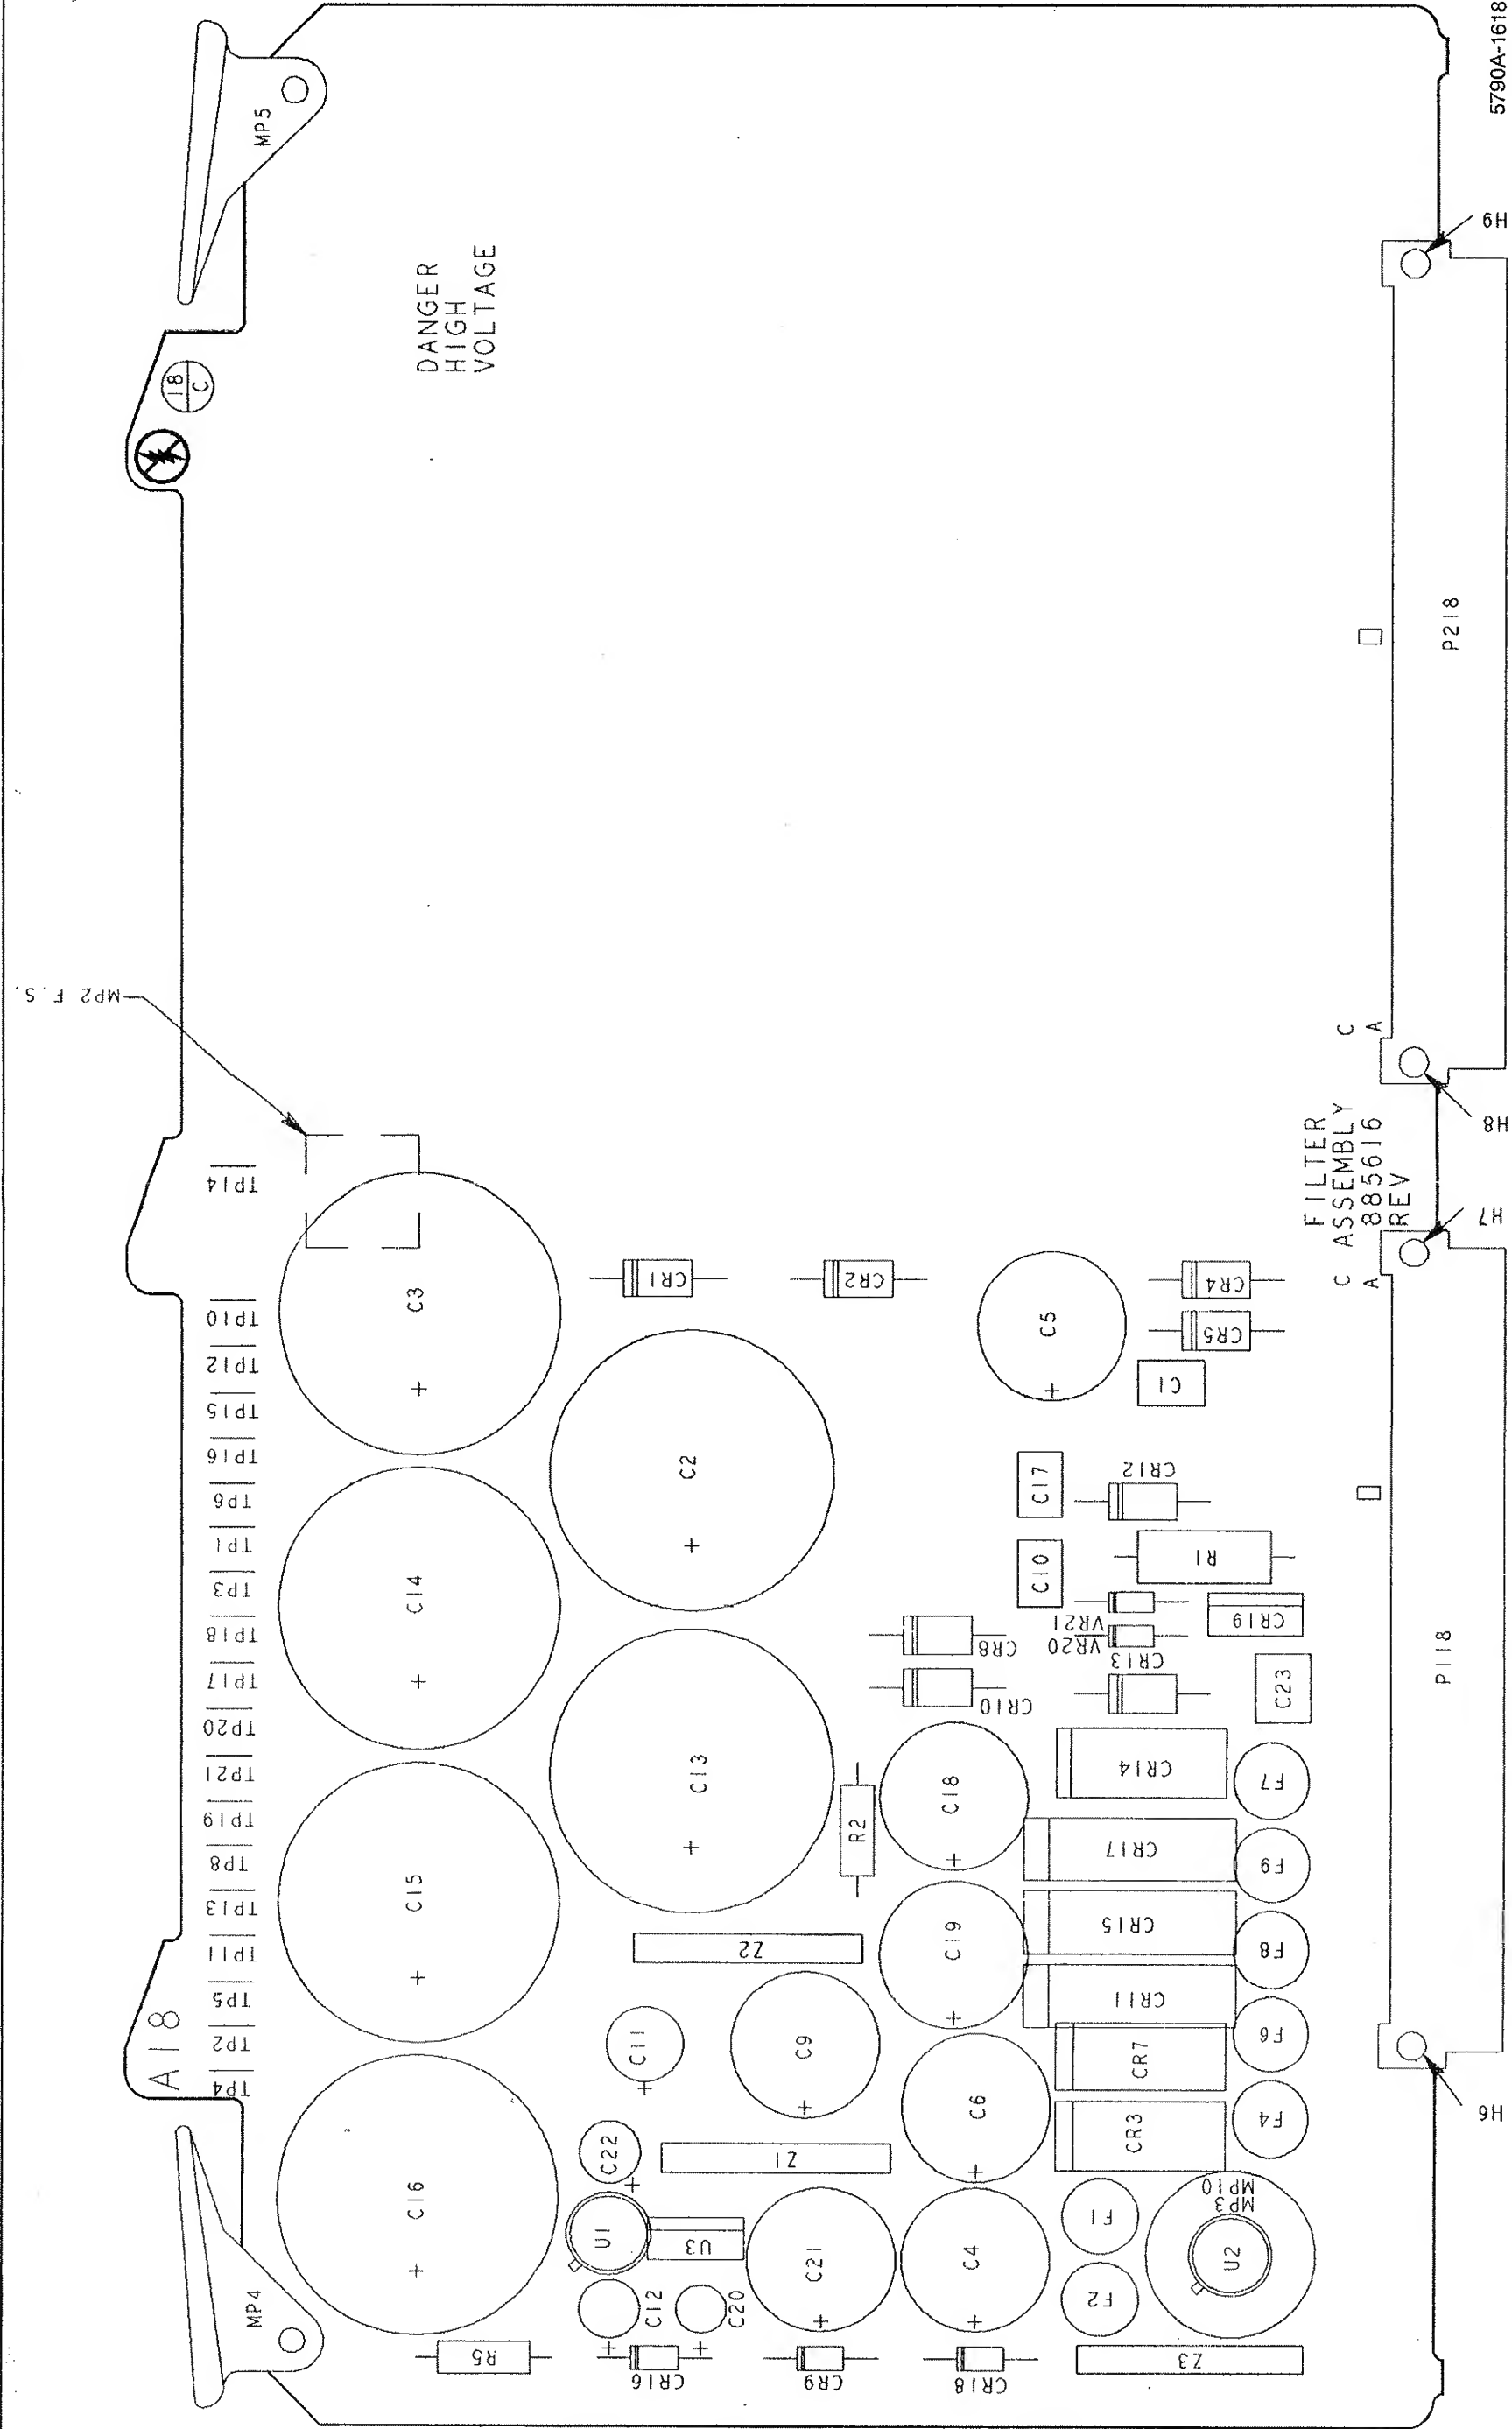 5790A-1618
MP5
18
C
DANGER
HIGH
VOLTAGE
MP2 F.S.
H9
P218
C
A
H8
FILTER
ASSEMBLY
885616
REV
H7
C
A
P118
H6
A18
TP14
TP10
TP12
TP15
TP16
TP6
TP1
TP3
TP18
TP17
TP20
TP21
TP19
TP8
TP13
TP11
TP5
TP2
TP4
MP4
C3
+
C14
+
C15
+
C16
+
CR1
CR2
C2
+
C13
+
C5
+
CR4
CR5
C1
C17
CR12
C10
R1
VR21
VR20
CR19
CR8
CR10
CR13
C23
R2
C18
+
CR14
F7
CR17
F9
Z2
C19
+
CR15
F8
CR11
F6
C11
+
C9
+
CR7
F4
C6
+
CR3
C22
+
Z1
U1
U3
C21
+
C4
+
F1
F2
MP10
MP3
U2
C12
+
C20
+
R5
CR16
CR9
CR18
Z3